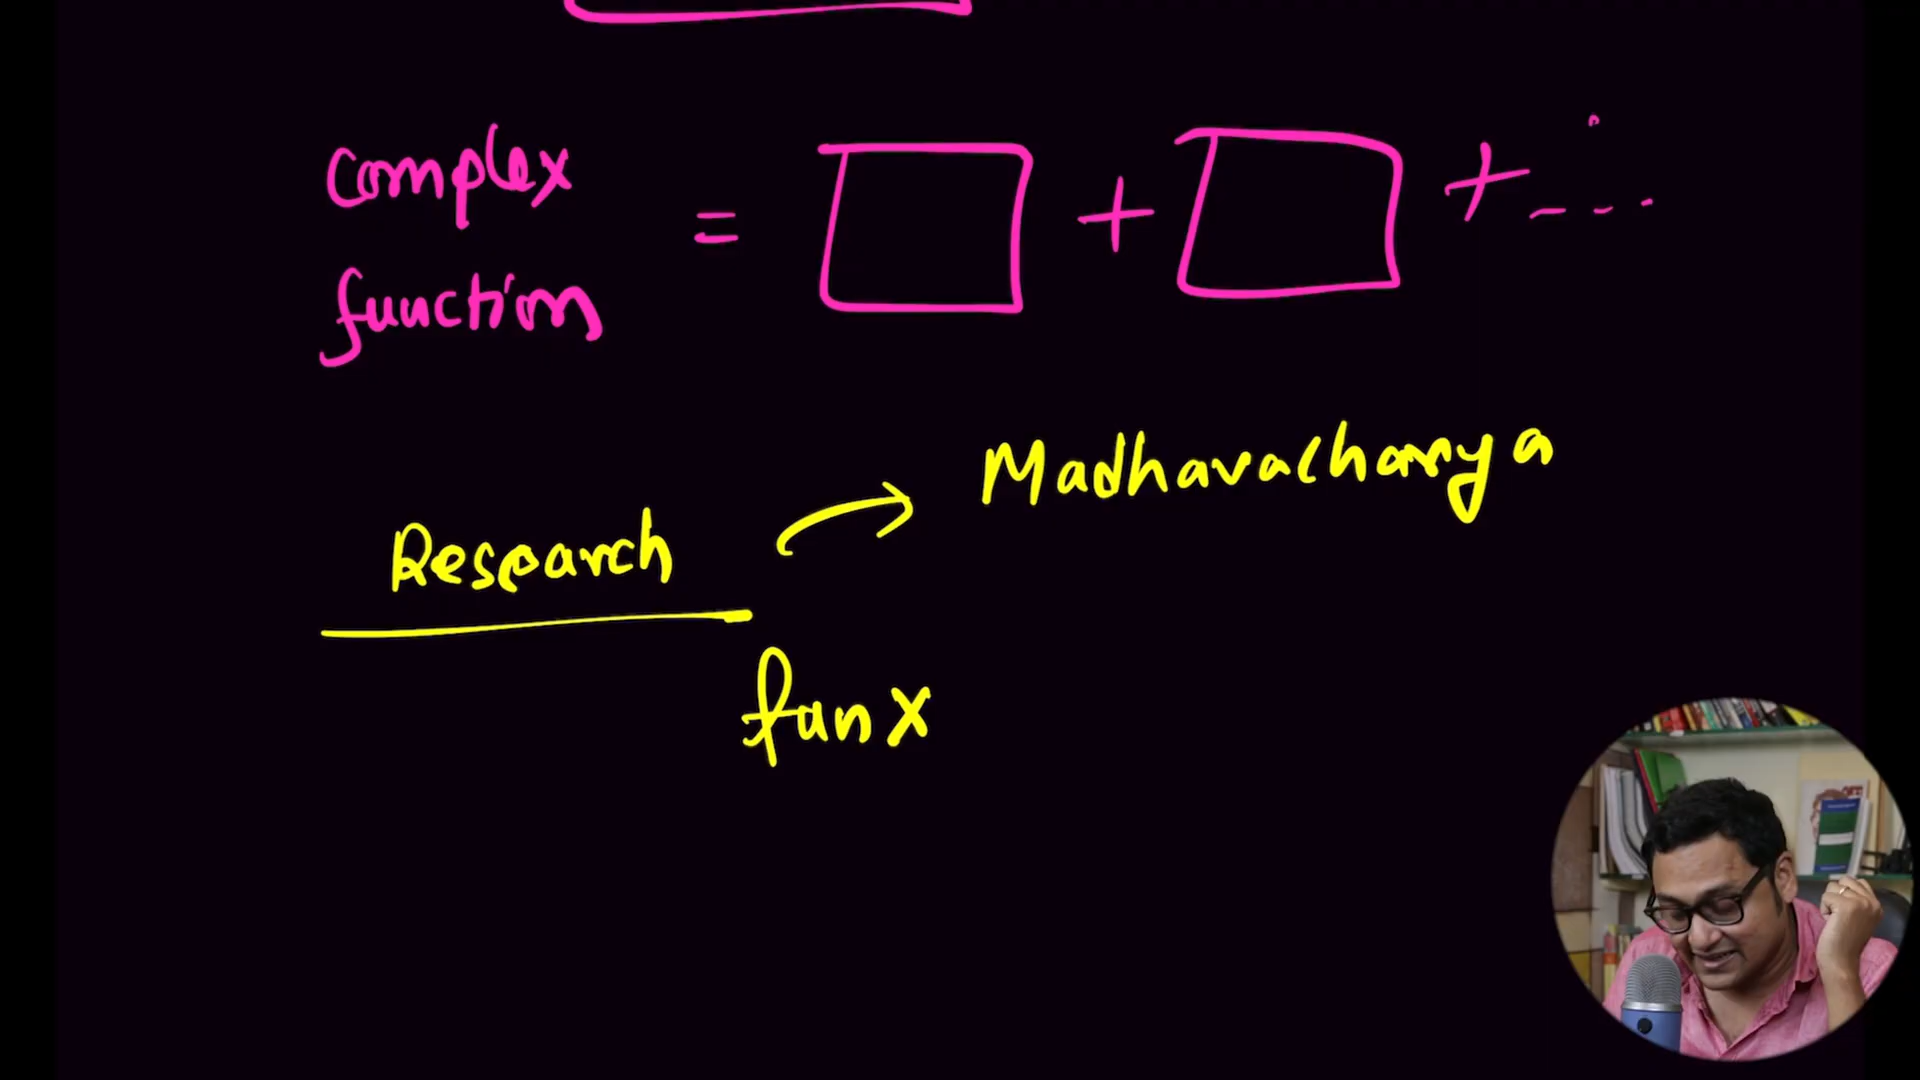 complex
function
= + + ---
Madhavacharya
Research
tan x